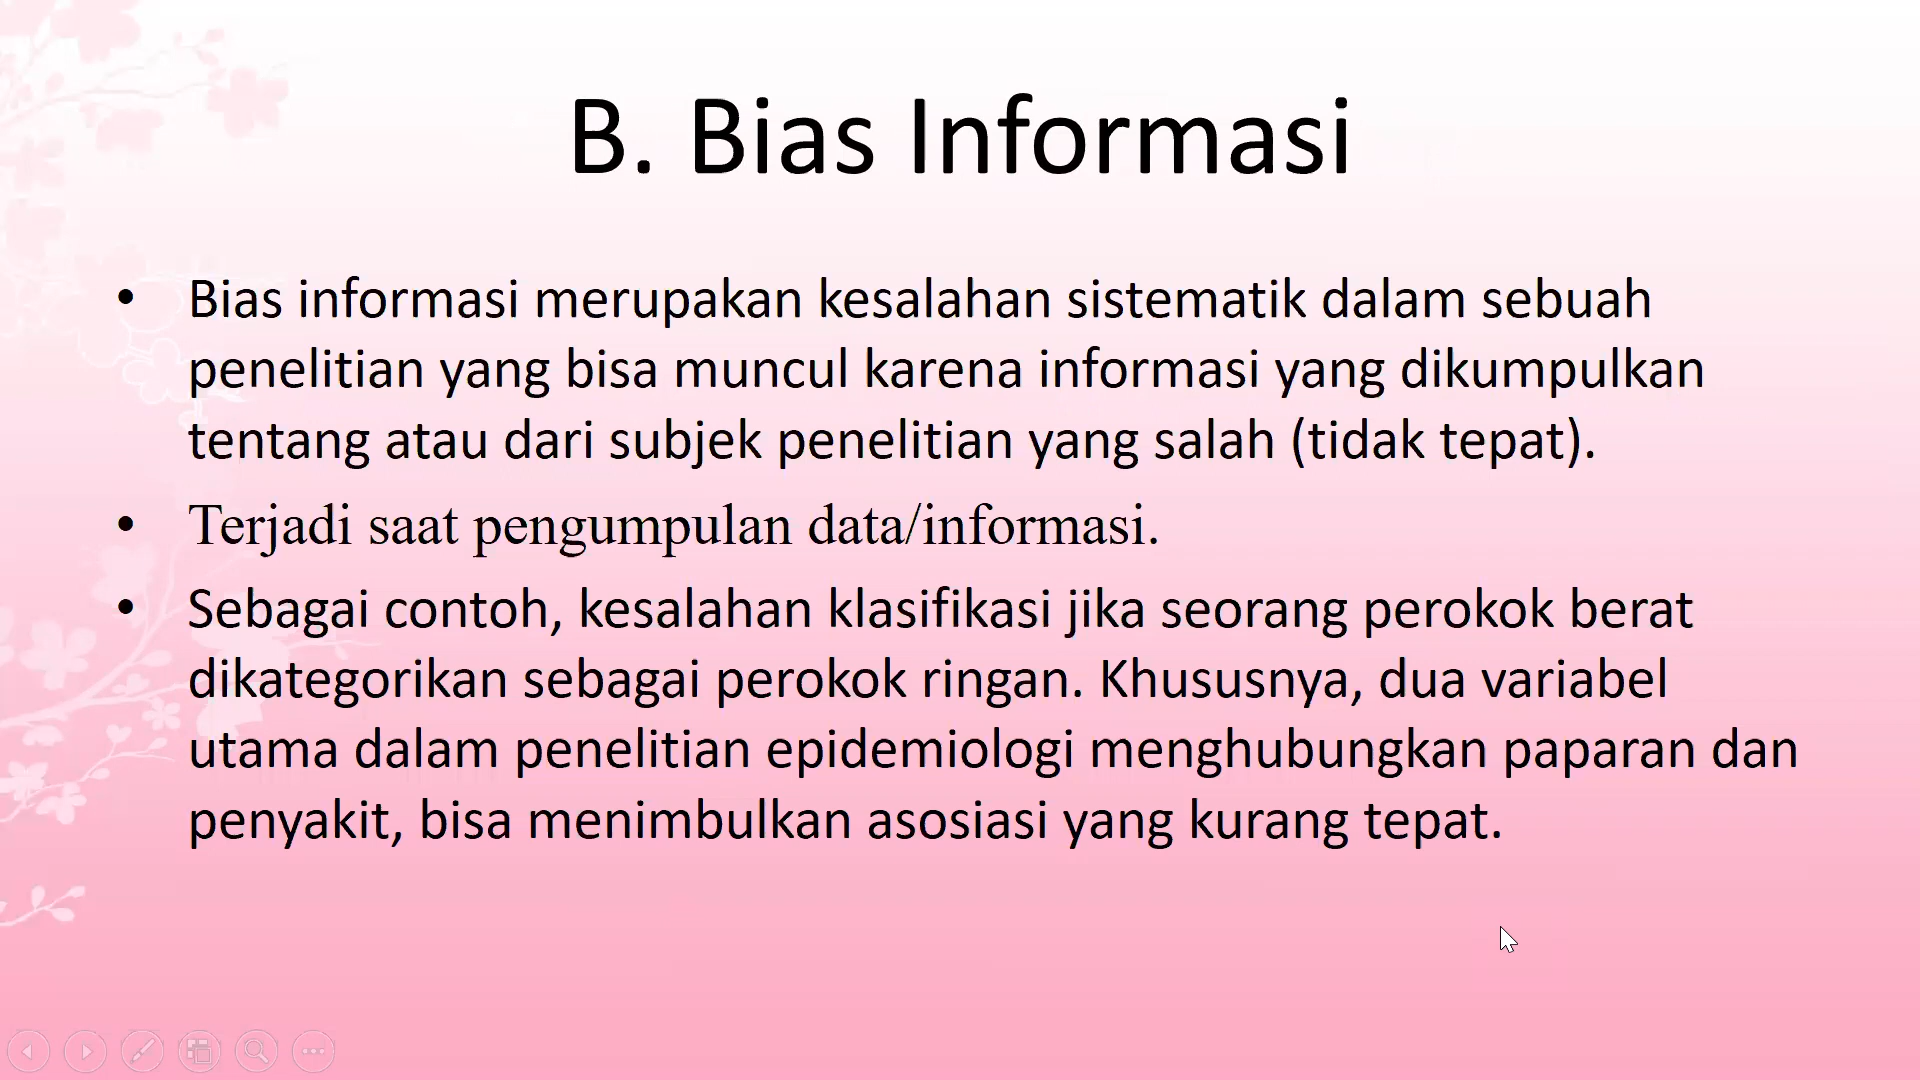 B. Bias Informasi
• Bias informasi merupakan kesalahan sistematik dalam sebuah
penelitian yang bisa muncul karena informasi yang dikumpulkan
tentang atau dari subjek penelitian yang salah (tidak tepat).
• Terjadi saat pengumpulan data/informasi.
• Sebagai contoh, kesalahan klasifikasi jika seorang perokok berat
dikategorikan sebagai perokok ringan. Khususnya, dua variabel
utama dalam penelitian epidemiologi menghubungkan paparan dan
penyakit, bisa menimbulkan asosiasi yang kurang tepat.